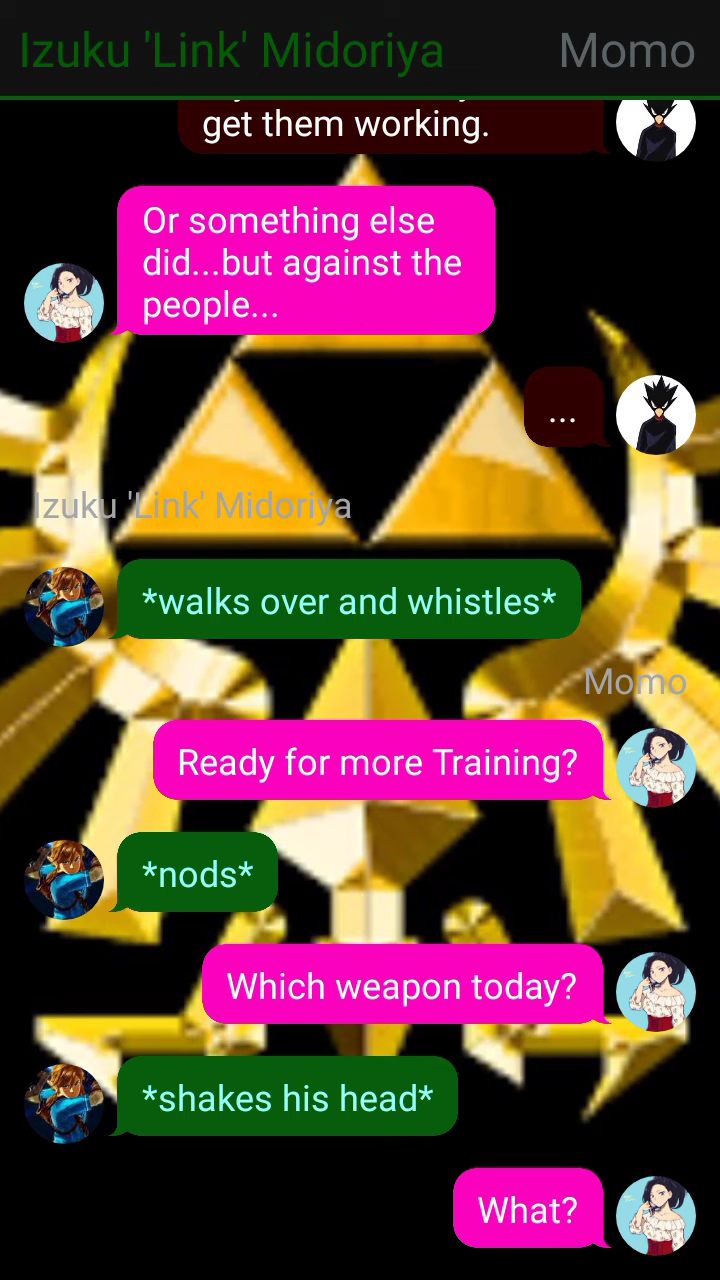 Izuku 'Link' Midoriya
Momo
get them working.
Or something else
did...but against the
people...
...
Izuku 'Link' Midoriya
*walks over and whistles*
Momo
Ready for more Training?
*nods*
Which weapon today?
*shakes his head*
What?